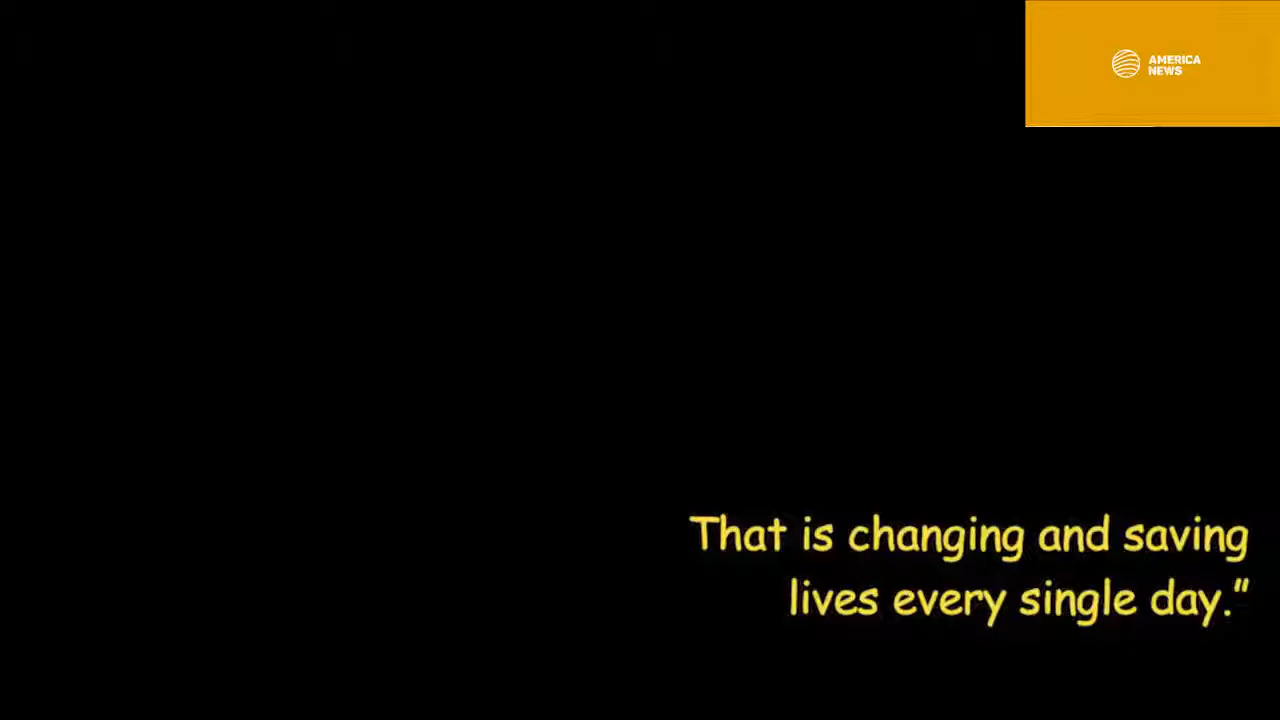 AMERICA
NEWS
That is changing and saving
lives every single day.”